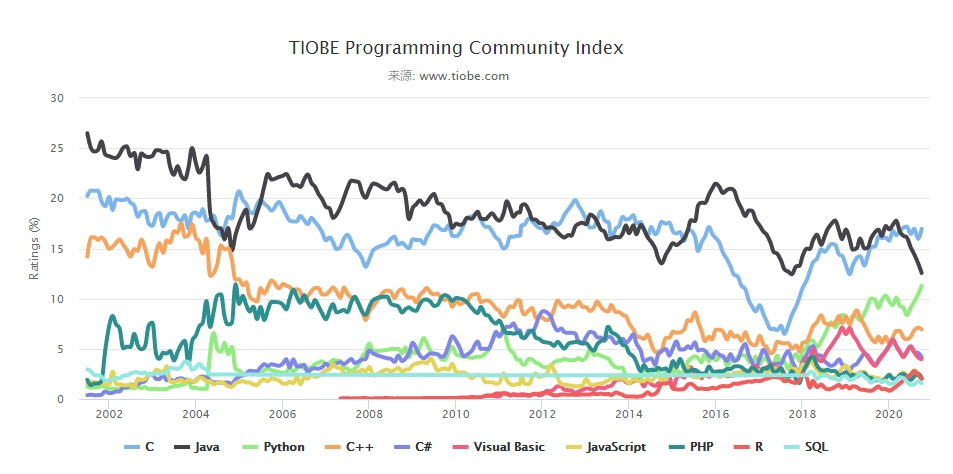 TIOBE Programming Community Index
来源: www.tiobe.com
Ratings (%)
30
25
20
15
10
5
0
2002 2004 2006 2008 2010 2012 2014 2016 2018 2020
C Java Python C++ C# Visual Basic JavaScript PHP R SQL